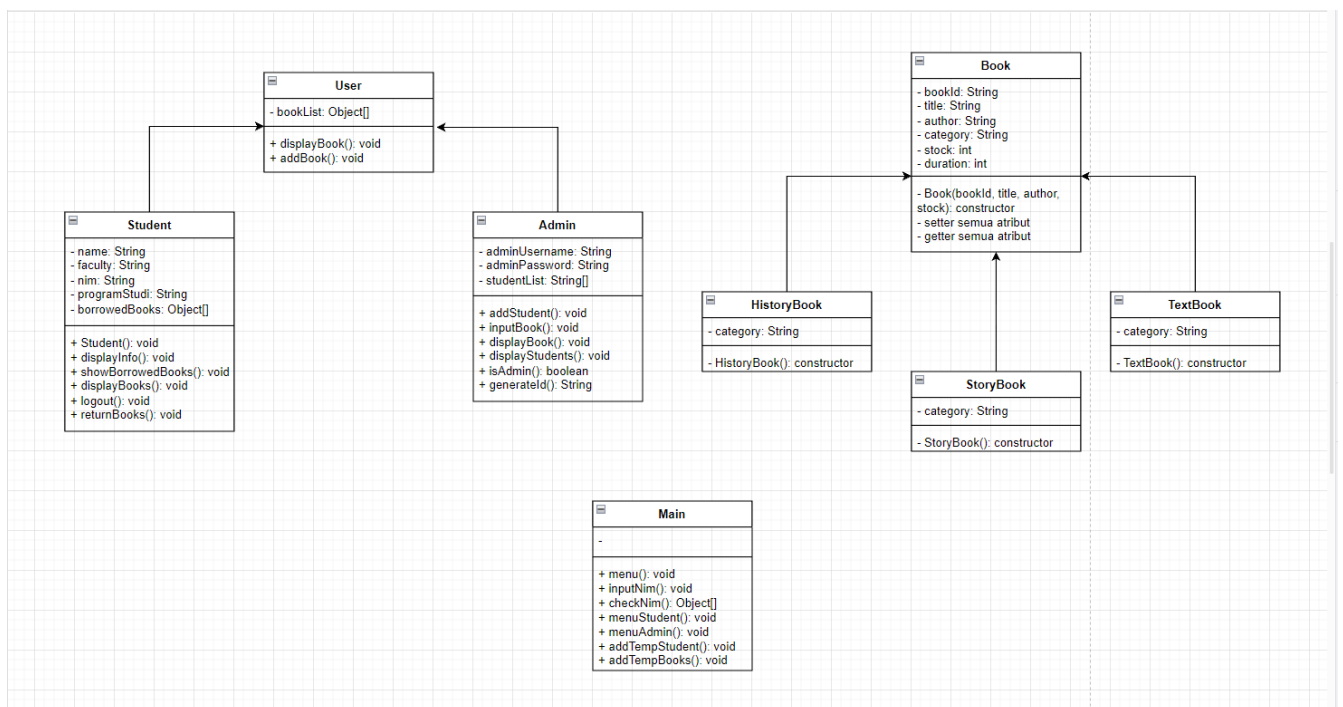 User
- bookList: Object[]
+ displayBook(): void
+ addBook(): void
Book
- bookId: String
- title: String
- author: String
- category: String
- stock: int
- duration: int
- Book(bookId, title, author,
stock): constructor
- setter semua atribut
- getter semua atribut
Student
- name: String
- faculty: String
- nim: String
- programStudi: String
- borrowedBooks: Object[]
+ Student(): void
+ displayInfo(): void
+ showBorrowedBooks(): void
+ displayBooks(): void
+ logout(): void
+ returnBooks(): void
Admin
- adminUsername: String
- adminPassword: String
- studentList: String[]
+ addStudent(): void
+ inputBook(): void
+ displayBook(): void
+ displayStudents(): void
+ isAdmin(): boolean
+ generateId(): String
HistoryBook
- category: String
- HistoryBook(): constructor
StoryBook
- category: String
- StoryBook(): constructor
TextBook
- category: String
- TextBook(): constructor
Main
-
+ menu(): void
+ inputNim(): void
+ checkNim(): Object[]
+ menuStudent(): void
+ menuAdmin(): void
+ addTempStudent(): void
+ addTempBooks(): void